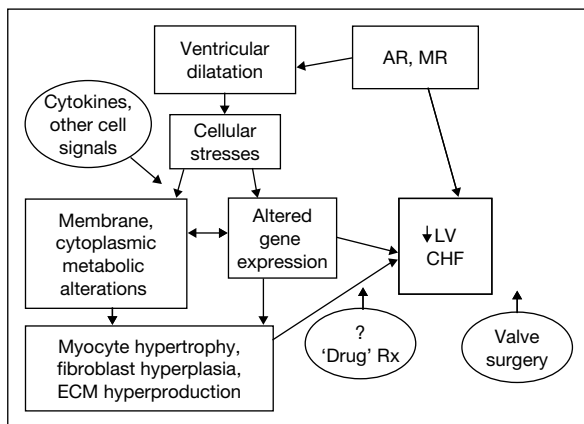 Ventricular
dilatation
AR, MR
Cytokines,
other cell
signals
Cellular
stresses
Membrane,
cytoplasmic
metabolic
alterations
Altered
gene
expression
↓LV
CHF
Myocyte hypertrophy,
fibroblast hyperplasia,
ECM hyperproduction
?
‘Drug’ Rx
Valve
surgery